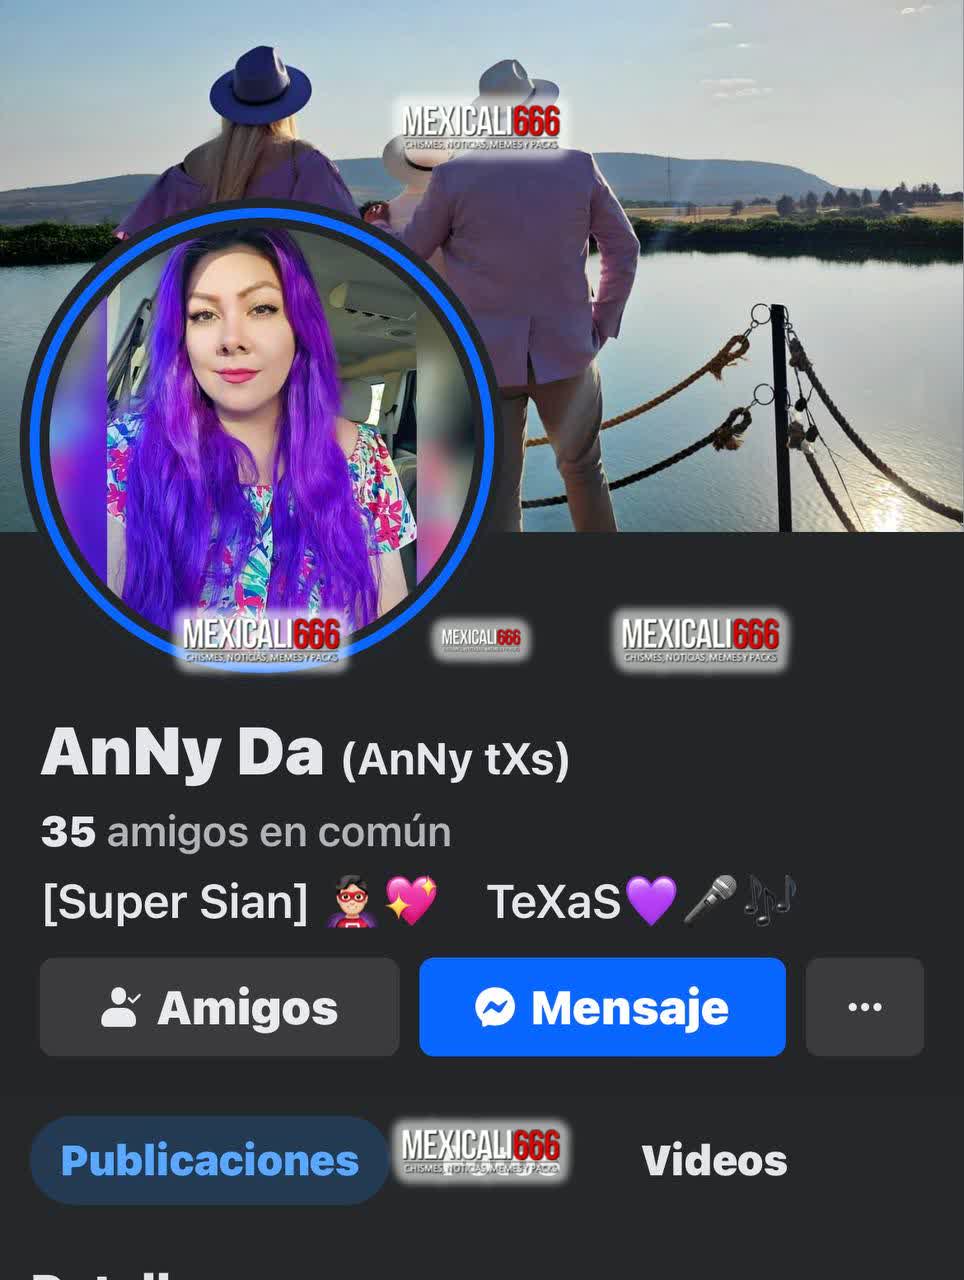 MEXICALI666
CHISMES, NOTICIAS, MEMES Y PACKS
MEXICALI666
CHISMES, NOTICIAS, MEMES Y PACKS
MEXICALI666
CHISMES, NOTICIAS, MEMES Y PACKS
MEXICALI666
CHISMES, NOTICIAS, MEMES Y PACKS
AnNy Da (AnNy tXs)
35 amigos en común
[Super Sian] 🦸🏻💖 TeXaS💜🎤🎶
Amigos
Mensaje
Publicaciones
MEXICALI666
CHISMES, NOTICIAS, MEMES Y PACKS
Videos